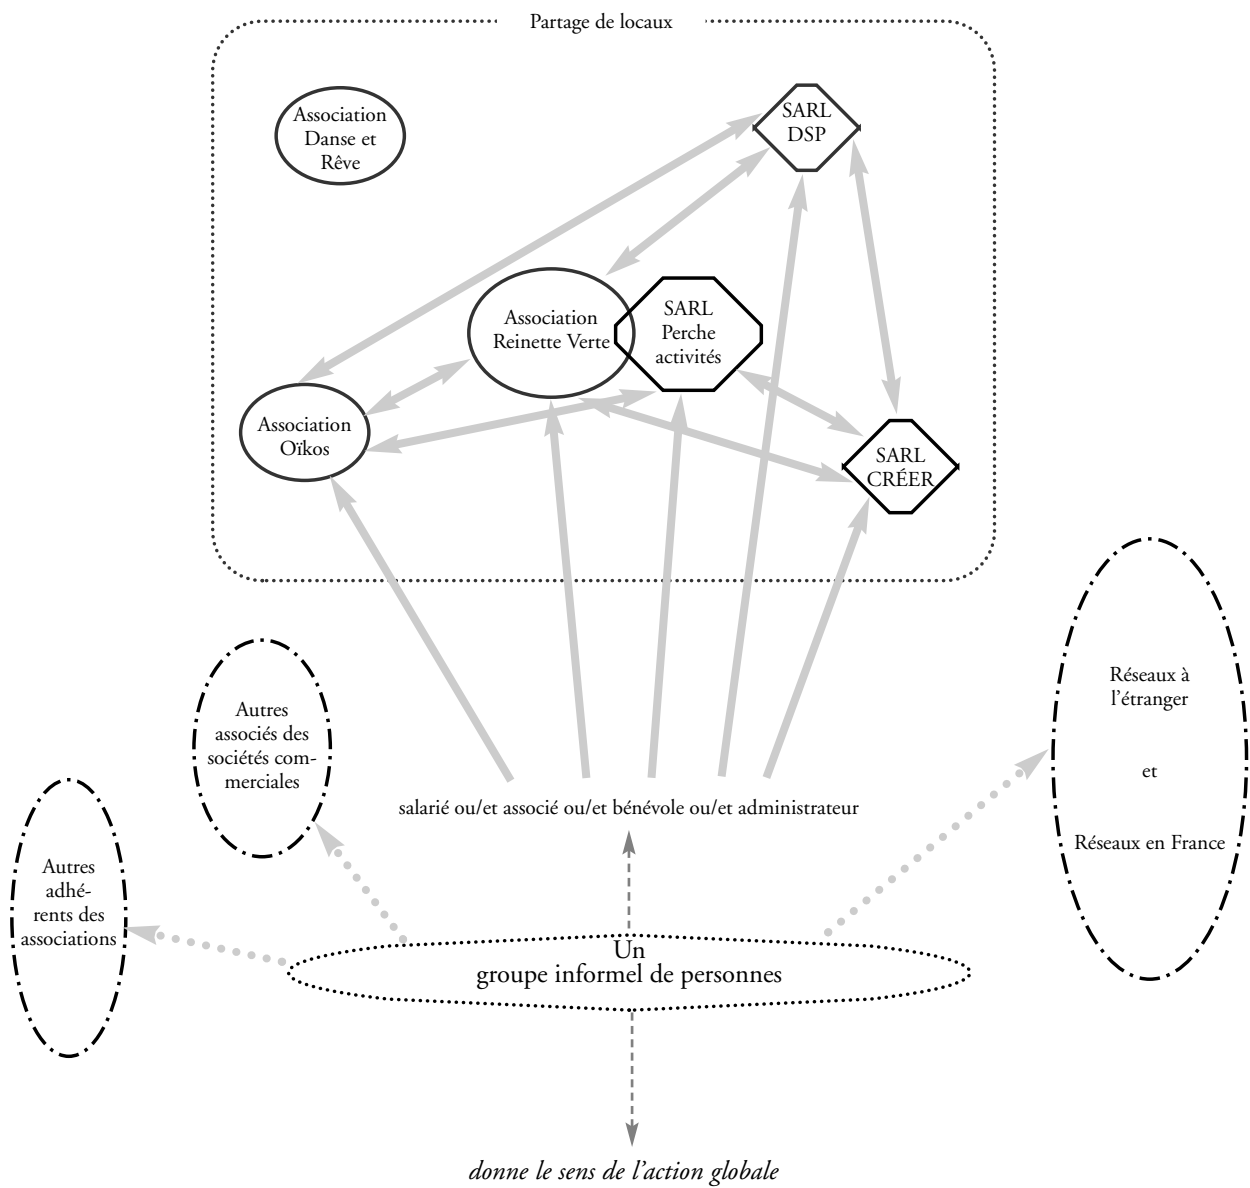 Partage de locaux
Association
Danse et
Rêve
SARL
DSP
Association
Reinette Verte
SARL
Perche
activités
Association
Oïkos
SARL
CRÉER
Réseaux à
l’étranger
et
Réseaux en France
Autres
associés des
sociétés com-
merciales
salarié ou/et associé ou/et bénévole ou/et administrateur
Autres
adhé-
rents des
associations
Un
groupe informel de personnes
donne le sens de l’action globale